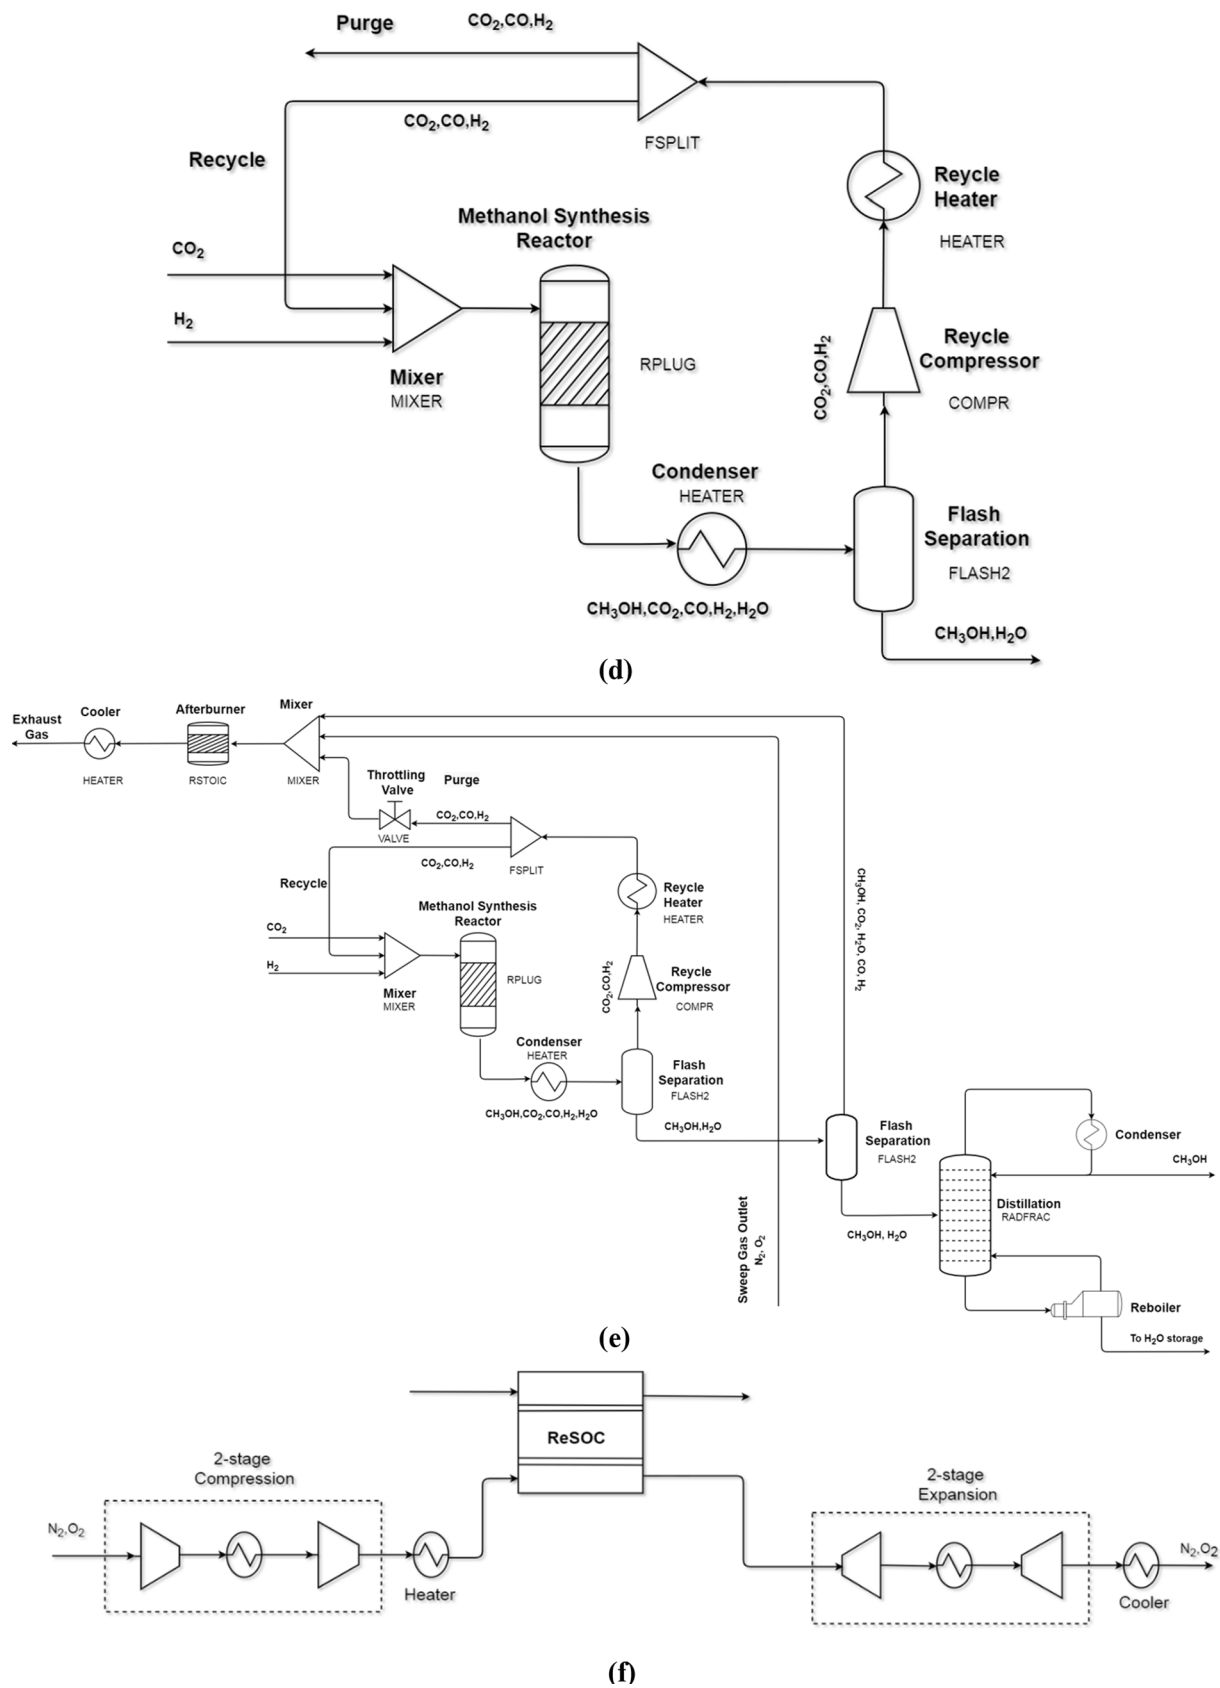 Purge
CO2,CO,H2
CO2,CO,H2
FSPLIT
Recycle
Reycle
Heater
HEATER
Methanol Synthesis
Reactor
CO2
H2
Mixer
MIXER
RPLUG
CO2,CO,H2
Reycle
Compressor
COMPR
Condenser
HEATER
Flash
Separation
FLASH2
CH3OH,CO2,CO,H2,H2O
CH3OH,H2O
(d)
Exhaust
Gas
Cooler
HEATER
Afterburner
RSTOIC
Mixer
MIXER
Throttling
Valve
VALVE
Purge
CO2,CO,H2
CO2,CO,H2
FSPLIT
Recycle
Reycle
Heater
HEATER
CH3OH, CO2, H2O, CO, H2
Methanol Synthesis
Reactor
CO2
H2
Mixer
MIXER
RPLUG
CO2,CO,H2
Reycle
Compressor
COMPR
Condenser
HEATER
Flash
Separation
FLASH2
CH3OH,CO2,CO,H2,H2O
CH3OH,H2O
Flash
Separation
FLASH2
Condenser
CH3OH
Distillation
RADFRAC
CH3OH, H2O
Sweep Gas Outlet
N2, O2
Reboiler
To H2O storage
(e)
ReSOC
2-stage
Compression
N2,O2
Heater
2-stage
Expansion
N2,O2
Cooler
(f)